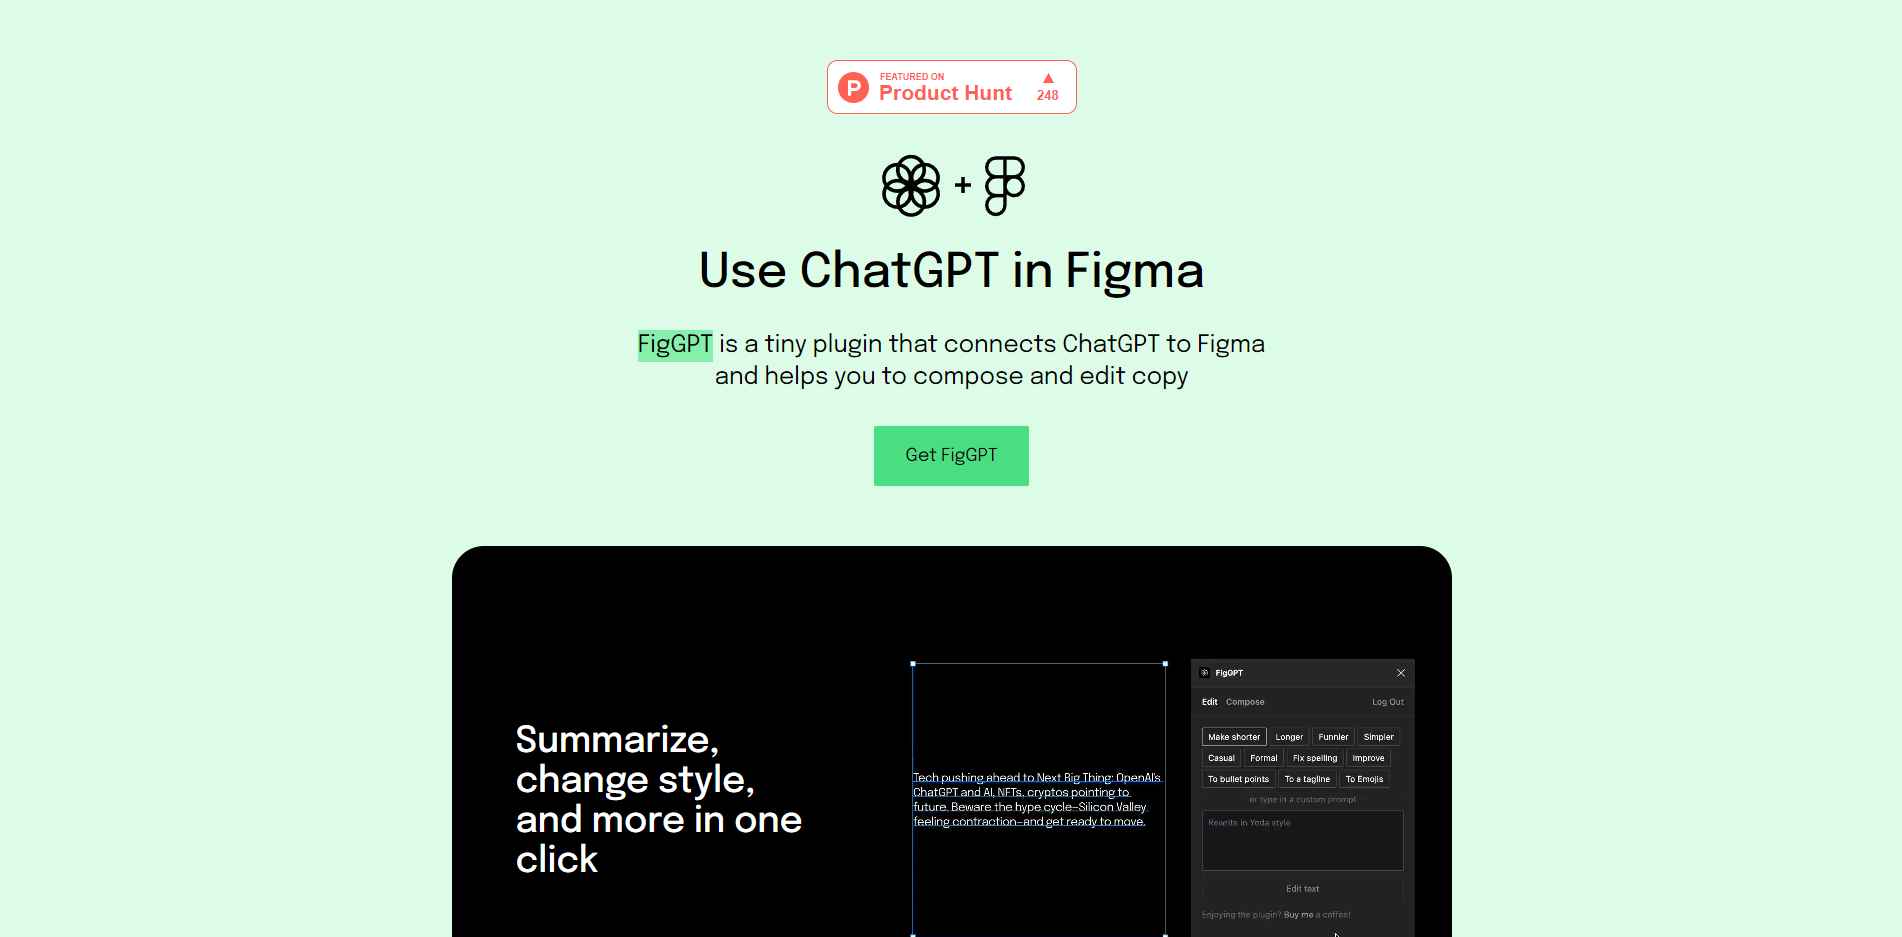 FEATURED ON
Product Hunt
248
Use ChatGPT in Figma
FigGPT is a tiny plugin that connects ChatGPT to Figma
and helps you to compose and edit copy
Get FigGPT
Summarize,
change style,
and more in one
click
Tech pushing ahead to Next Big Thing: OpenAI's
ChatGPT and AI, NFTs, cryptos pointing to
future. Beware the hype cycle—Silicon Valley
feeling contraction—and get ready to move.
FigGPT
Edit Compose Log Out
Make shorter Longer Funnier Simpler
Casual Formal Fix spelling Improve
To bullet points To a tagline To Emojis
or type in a custom prompt
Rewrite in Yoda style
Edit text
Enjoying the plugin? Buy me a coffee!